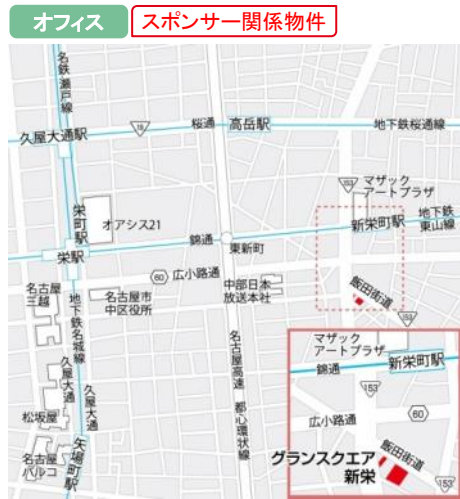 オフィス
スポンサー関係物件
名鉄瀬戸線
久屋大通駅
19
桜通
高岳駅
地下鉄桜通線
153
マザック
アートプラザ
栄町駅
オアシス21
新栄町駅
地下鉄
東山線
栄駅
錦通
東新町
60
広小路通
名古屋
三越
名古屋市
中区役所
中部日本
放送本社
飯田街道
153
地下鉄名城線
久屋大通
久屋大通
名古屋高速 都心環状線
松坂屋
名古屋
パルコ
矢場町駅
マザック
アートプラザ
新栄町駅
錦通
153
広小路通
60
飯田街道
グランスクエア
新栄
153